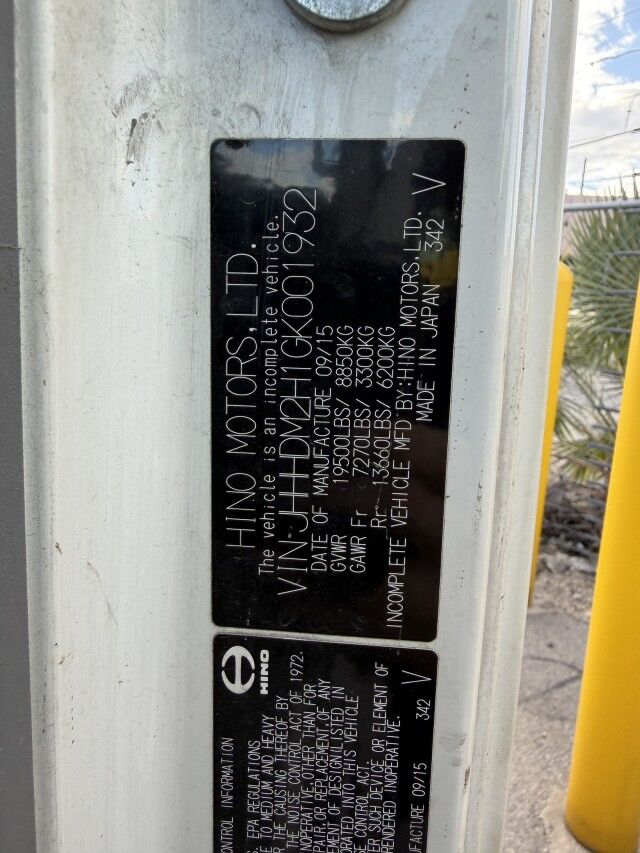 HINO MOTORS, LTD.
The vehicle is an incomplete vehicle.
VIN:JHHHDM2H1GK001932
DATE OF MANUFACTURE 09/15
GVWR 19500LBS/ 8850KG
GAWR Fr 7270LBS/ 3300KG
Rr 13660LBS/ 6200KG
INCOMPLETE VEHICLE MFD BY:HINO MOTORS, LTD.
MADE IN JAPAN 342 V
HINO
CONTROL INFORMATION
EPA REGULATIONS
MEDIUM AND HEAVY
THE CAUSING THEREOF BY
THE NOISE CONTROL ACT OF 1972.
INOPERATIVE, OTHER THAN FOR
REPAIR, OR REPLACEMENT, OF ANY
ELEMENT OF DESIGN(LISTED IN
INTO THIS VEHICLE
CONTROL ACT.
SUCH DEVICE OR ELEMENT OF
RENDERED INOPERATIVE.
09/15 342 V